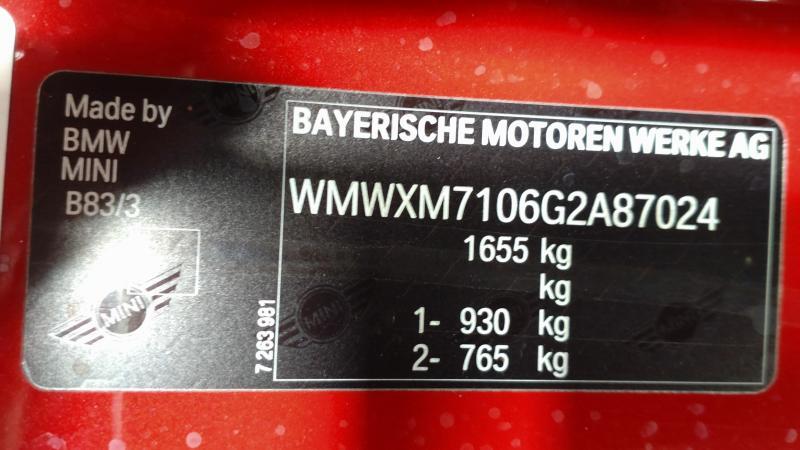 Made by
BMW
MINI
B83/3
MINI
7 263 981
BAYERISCHE MOTOREN WERKE AG
WMWXM7106G2A87024
1655 kg
kg
1- 930 kg
2- 765 kg
MINI